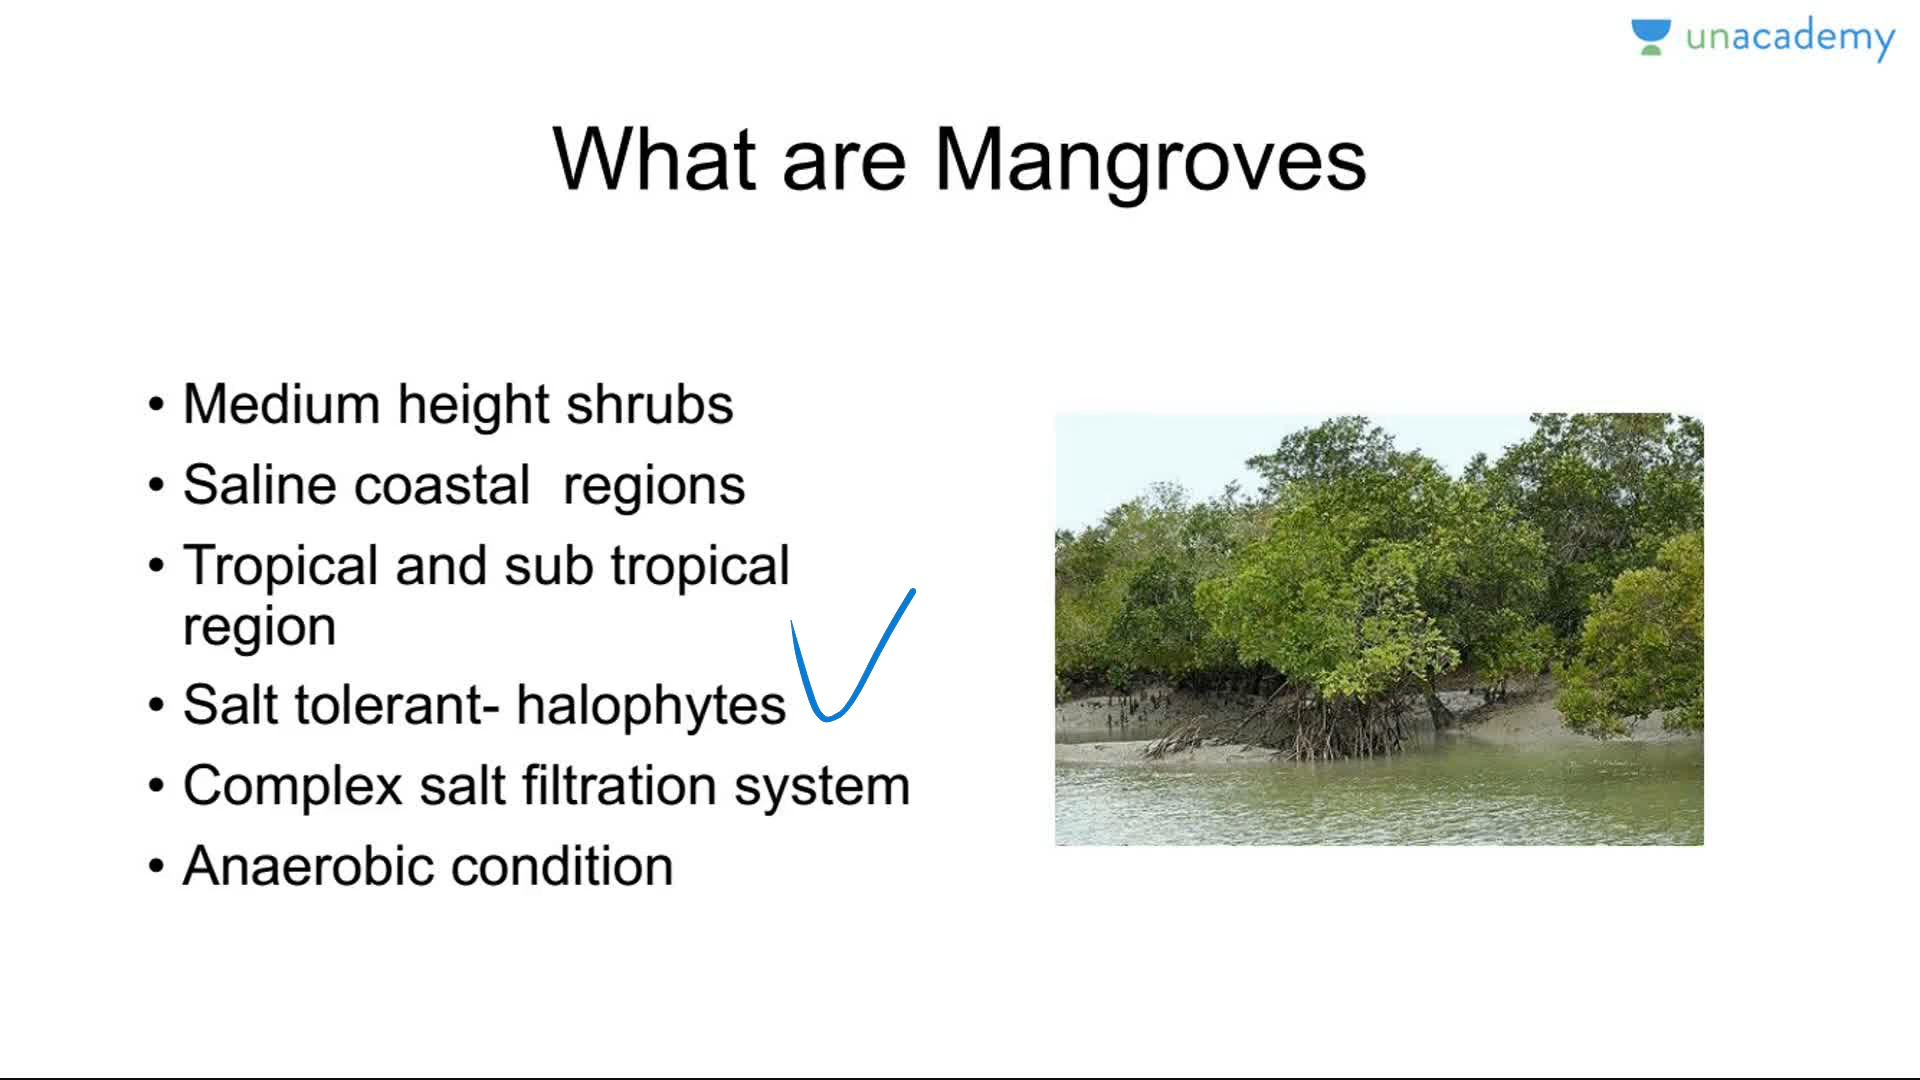 unacademy
What are Mangroves
• Medium height shrubs
• Saline coastal  regions
• Tropical and sub tropical
region
• Salt tolerant- halophytes
• Complex salt filtration system
• Anaerobic condition